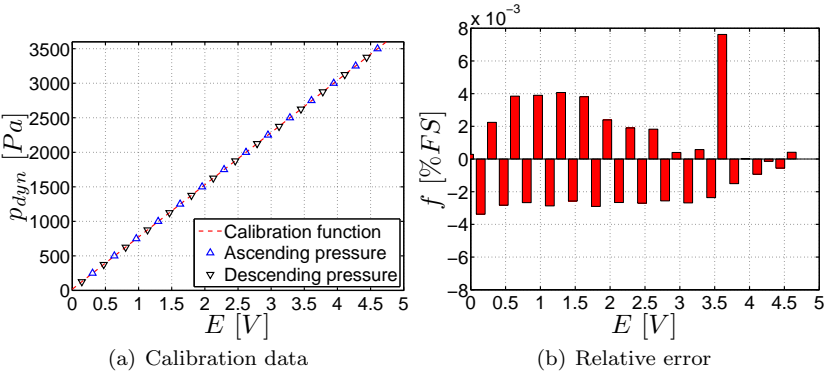 3500
3000
2500
2000
1500
1000
500
0
p_dyn [Pa]
0 0.5 1 1.5 2 2.5 3 3.5 4 4.5 5
E [V]
Calibration function
Ascending pressure
Descending pressure
(a) Calibration data
x 10⁻³
8
6
4
2
0
−2
−4
−6
−8
f [%FS]
0 0.5 1 1.5 2 2.5 3 3.5 4 4.5 5
E [V]
(b) Relative error